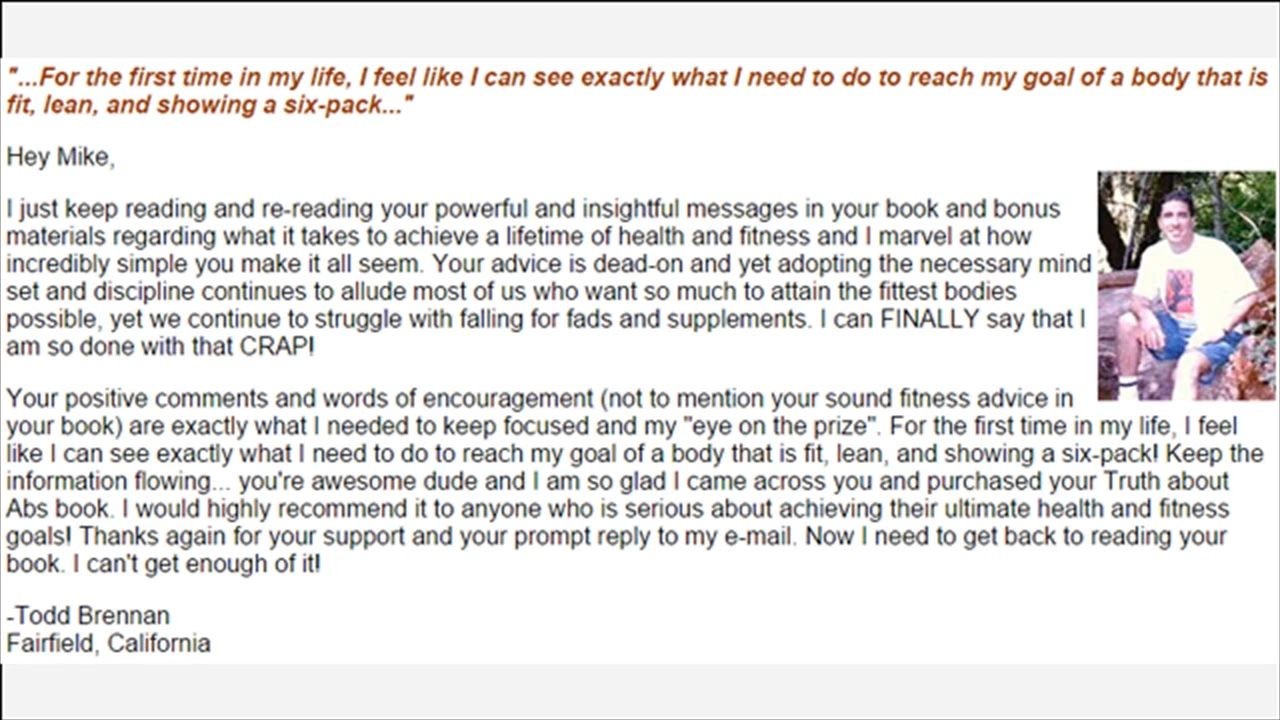 "...For the first time in my life, I feel like I can see exactly what I need to do to reach my goal of a body that is
fit, lean, and showing a six-pack..."
Hey Mike,
I just keep reading and re-reading your powerful and insightful messages in your book and bonus
materials regarding what it takes to achieve a lifetime of health and fitness and I marvel at how
incredibly simple you make it all seem. Your advice is dead-on and yet adopting the necessary mind
set and discipline continues to allude most of us who want so much to attain the fittest bodies
possible, yet we continue to struggle with falling for fads and supplements. I can FINALLY say that I
am so done with that CRAP!
Your positive comments and words of encouragement (not to mention your sound fitness advice in
your book) are exactly what I needed to keep focused and my "eye on the prize". For the first time in my life, I feel
like I can see exactly what I need to do to reach my goal of a body that is fit, lean, and showing a six-pack! Keep the
information flowing... you're awesome dude and I am so glad I came across you and purchased your Truth about
Abs book. I would highly recommend it to anyone who is serious about achieving their ultimate health and fitness
goals! Thanks again for your support and your prompt reply to my e-mail. Now I need to get back to reading your
book. I can't get enough of it!
-Todd Brennan
Fairfield, California